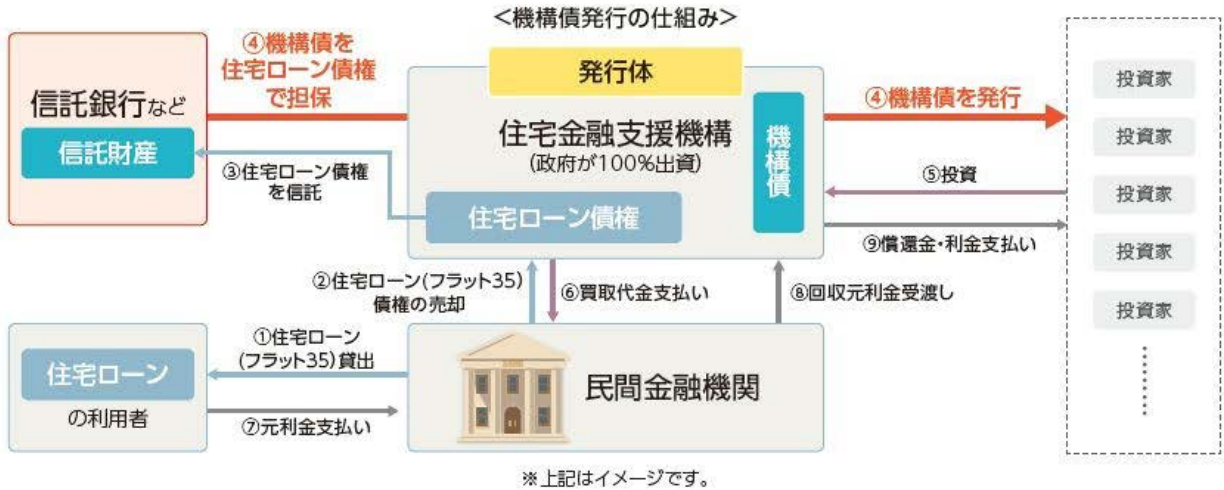 <機構債発行の仕組み>
④機構債を
住宅ローン債権
で担保
信託銀行など
信託財産
③住宅ローン債権
を信託
発行体
住宅金融支援機構
(政府が100%出資)
機構債
住宅ローン債権
④機構債を発行
⑤投資
⑨償還金・利金支払い
投資家
投資家
投資家
投資家
投資家
②住宅ローン(フラット35)
債権の売却
⑥買取代金支払い
⑧回収元利金受渡し
①住宅ローン
(フラット35)貸出
住宅ローン
の利用者
⑦元利金支払い
民間金融機関
※上記はイメージです。